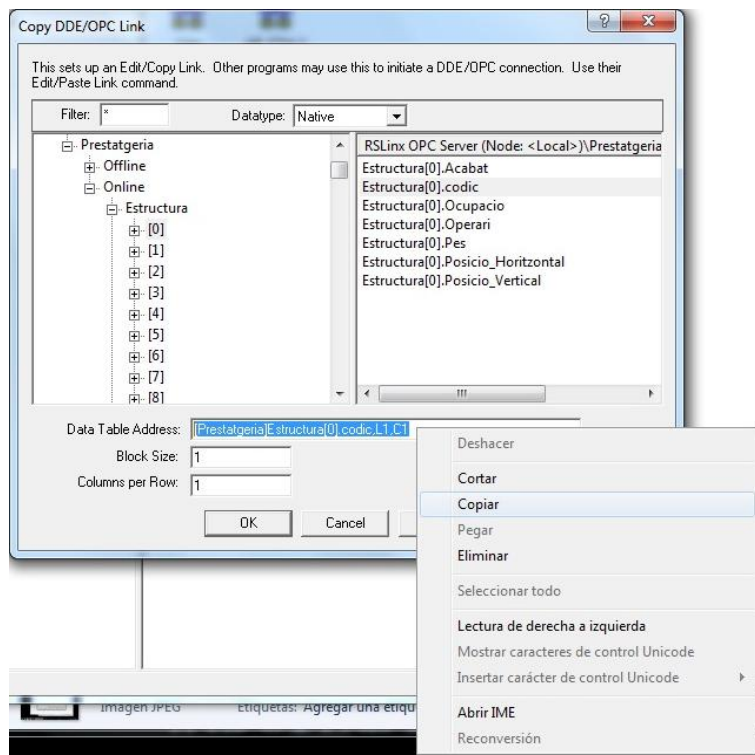 Copy DDE/OPC Link
This sets up an Edit/Copy Link. Other programs may use this to initiate a DDE/OPC connection. Use their
Edit/Paste Link command.
Filter: * Datatype: Native
Prestatgeria
Offline
Online
Estructura
[0]
[1]
[2]
[3]
[4]
[5]
[6]
[7]
[8]
RSLinx OPC Server (Node: <Local>)\Prestatgeria
Estructura[0].Acabat
Estructura[0].codic
Estructura[0].Ocupacio
Estructura[0].Operari
Estructura[0].Pes
Estructura[0].Posicio_Horitzontal
Estructura[0].Posicio_Vertical
Data Table Address: [Prestatgeria]Estructura[0].codic,L1,C1
Block Size: 1
Columns per Row: 1
OK Cancel
Deshacer
Cortar
Copiar
Pegar
Eliminar
Seleccionar todo
Lectura de derecha a izquierda
Mostrar caracteres de control Unicode
Insertar carácter de control Unicode
Abrir IME
Reconversión
Imagen JPEG Etiquetas: Agregar una etiqu